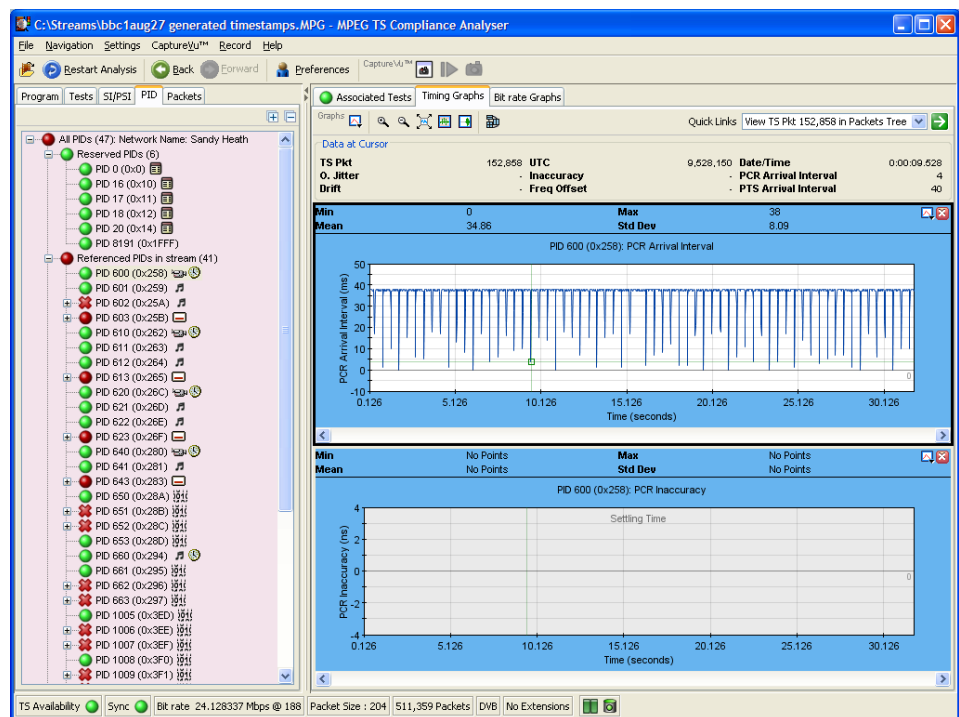 C:\Streams\bbc1aug27 generated timestamps.MPG - MPEG TS Compliance Analyser
File Navigation Settings CaptureVu™ Record Help
Restart Analysis Back Forward Preferences CaptureVu™
Program Tests SI/PSI PID Packets
All PIDs (47): Network Name: Sandy Heath
Reserved PIDs (6)
PID 0 (0x0)
PID 16 (0x10)
PID 17 (0x11)
PID 18 (0x12)
PID 20 (0x14)
PID 8191 (0x1FFF)
Referenced PIDs in stream (41)
PID 600 (0x258)
PID 601 (0x259)
PID 602 (0x25A)
PID 603 (0x25B)
PID 610 (0x262)
PID 611 (0x263)
PID 612 (0x264)
PID 613 (0x265)
PID 620 (0x26C)
PID 621 (0x26D)
PID 622 (0x26E)
PID 623 (0x26F)
PID 640 (0x280)
PID 641 (0x281)
PID 643 (0x283)
PID 650 (0x28A)
PID 651 (0x28B)
PID 652 (0x28C)
PID 653 (0x28D)
PID 660 (0x294)
PID 661 (0x295)
PID 662 (0x296)
PID 663 (0x297)
PID 1005 (0x3ED)
PID 1006 (0x3EE)
PID 1007 (0x3EF)
PID 1008 (0x3F0)
PID 1009 (0x3F1)
Associated Tests Timing Graphs Bit rate Graphs
Graphs Quick Links View TS Pkt 152,858 in Packets Tree
Data at Cursor
TS Pkt 152,858 UTC 9,528,150 Date/Time 0:00:09.528
O. Jitter - Inaccuracy - PCR Arrival Interval 4
Drift - Freq Offset - PTS Arrival Interval 40
Min 0 Max 38
Mean 34.86 Std Dev 8.09
PID 600 (0x258): PCR Arrival Interval
PCR Arrival Interval (ms)
50
40
30
20
10
0
-10
0
0.126 5.126 10.126 15.126 20.126 25.126 30.126
Time (seconds)
Min No Points Max No Points
Mean No Points Std Dev No Points
PID 600 (0x258): PCR Inaccuracy
Settling Time
PCR Inaccuracy (ns)
4
2
0
-2
-4
0
0.126 5.126 10.126 15.126 20.126 25.126 30.126
Time (seconds)
TS Availability Sync Bit rate 24.128337 Mbps @ 188 Packet Size : 204 511,359 Packets DVB No Extensions